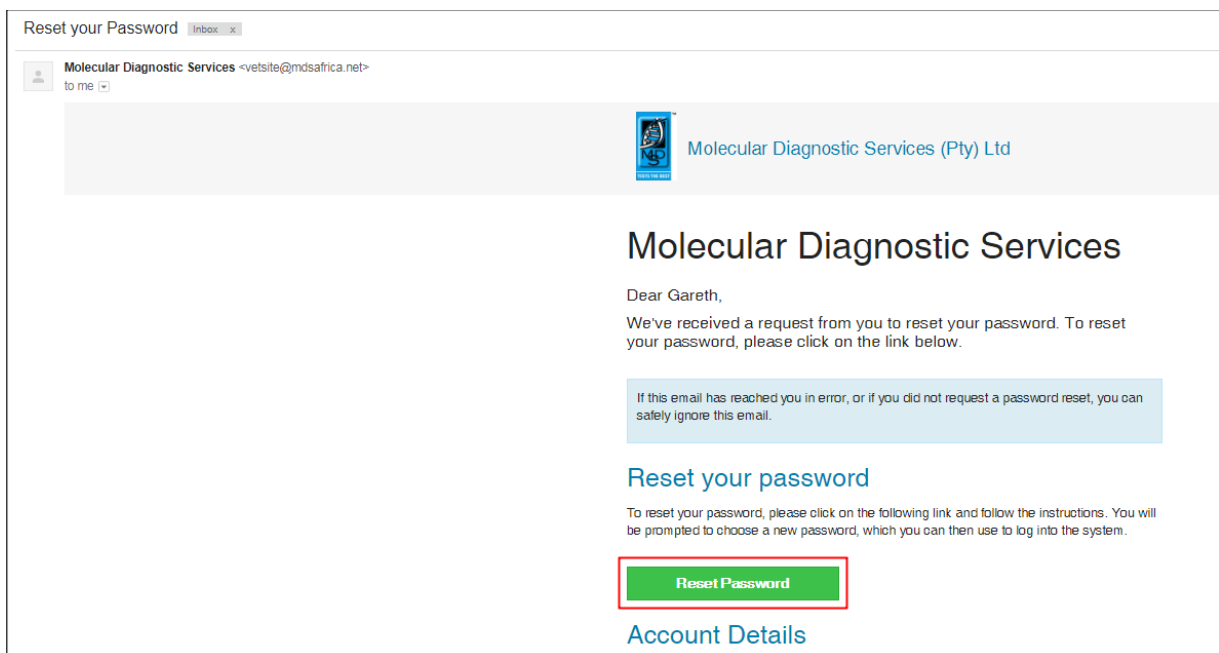 Reset your Password Inbox x
Molecular Diagnostic Services <vetsite@mdsafrica.net>
to me
MDS
TESTS THE BEST
™
Molecular Diagnostic Services (Pty) Ltd
Molecular Diagnostic Services
Dear Gareth,
We've received a request from you to reset your password. To reset
your password, please click on the link below.
If this email has reached you in error, or if you did not request a password reset, you can
safely ignore this email.
Reset your password
To reset your password, please click on the following link and follow the instructions. You will
be prompted to choose a new password, which you can then use to log into the system.
Reset Password
Account Details